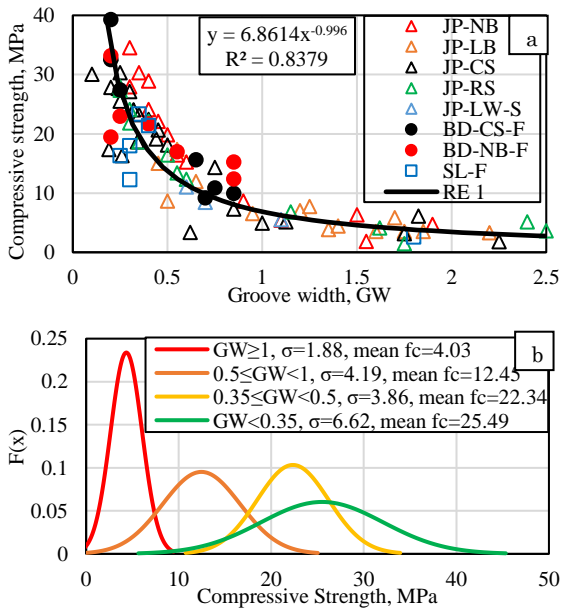 y = 6.8614x^-0.996
R² = 0.8379
a
JP-NB
JP-LB
JP-CS
JP-RS
JP-LW-S
BD-CS-F
BD-NB-F
SL-F
RE 1
Compressive strength, MPa
40
30
20
10
0
0 0.5 1 1.5 2 2.5
Groove width, GW
b
GW≥1, σ=1.88, mean fc=4.03
0.5≤GW<1, σ=4.19, mean fc=12.45
0.35≤GW<0.5, σ=3.86, mean fc=22.34
GW<0.35, σ=6.62, mean fc=25.49
F(x)
0.25
0.2
0.15
0.1
0.05
0
0 10 20 30 40 50
Compressive Strength, MPa